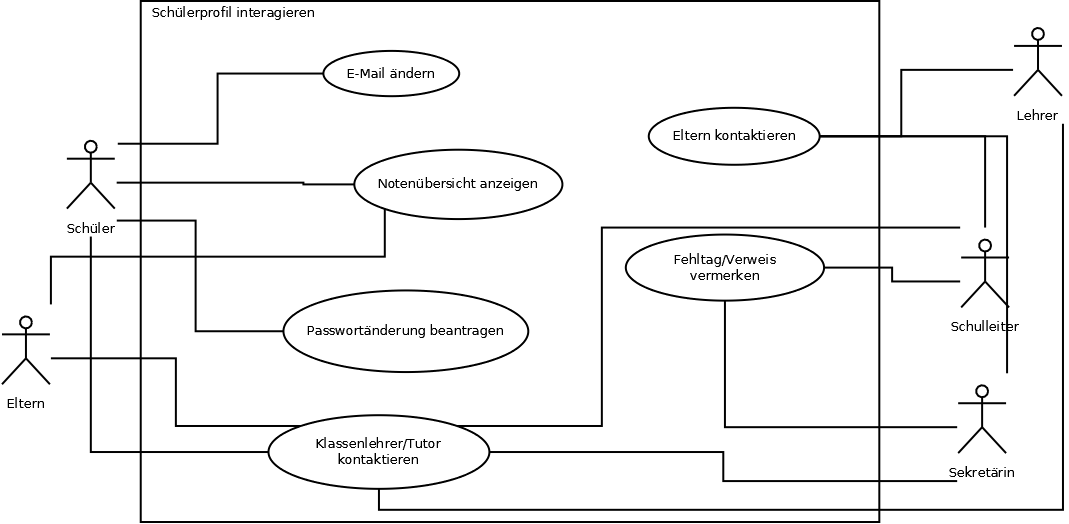 Schülerprofil interagieren
E-Mail ändern
Lehrer
Eltern kontaktieren
Notenübersicht anzeigen
Schüler
Fehltag/Verweis
vermerken
Passwortänderung beantragen
Schulleiter
Eltern
Klassenlehrer/Tutor
kontaktieren
Sekretärin